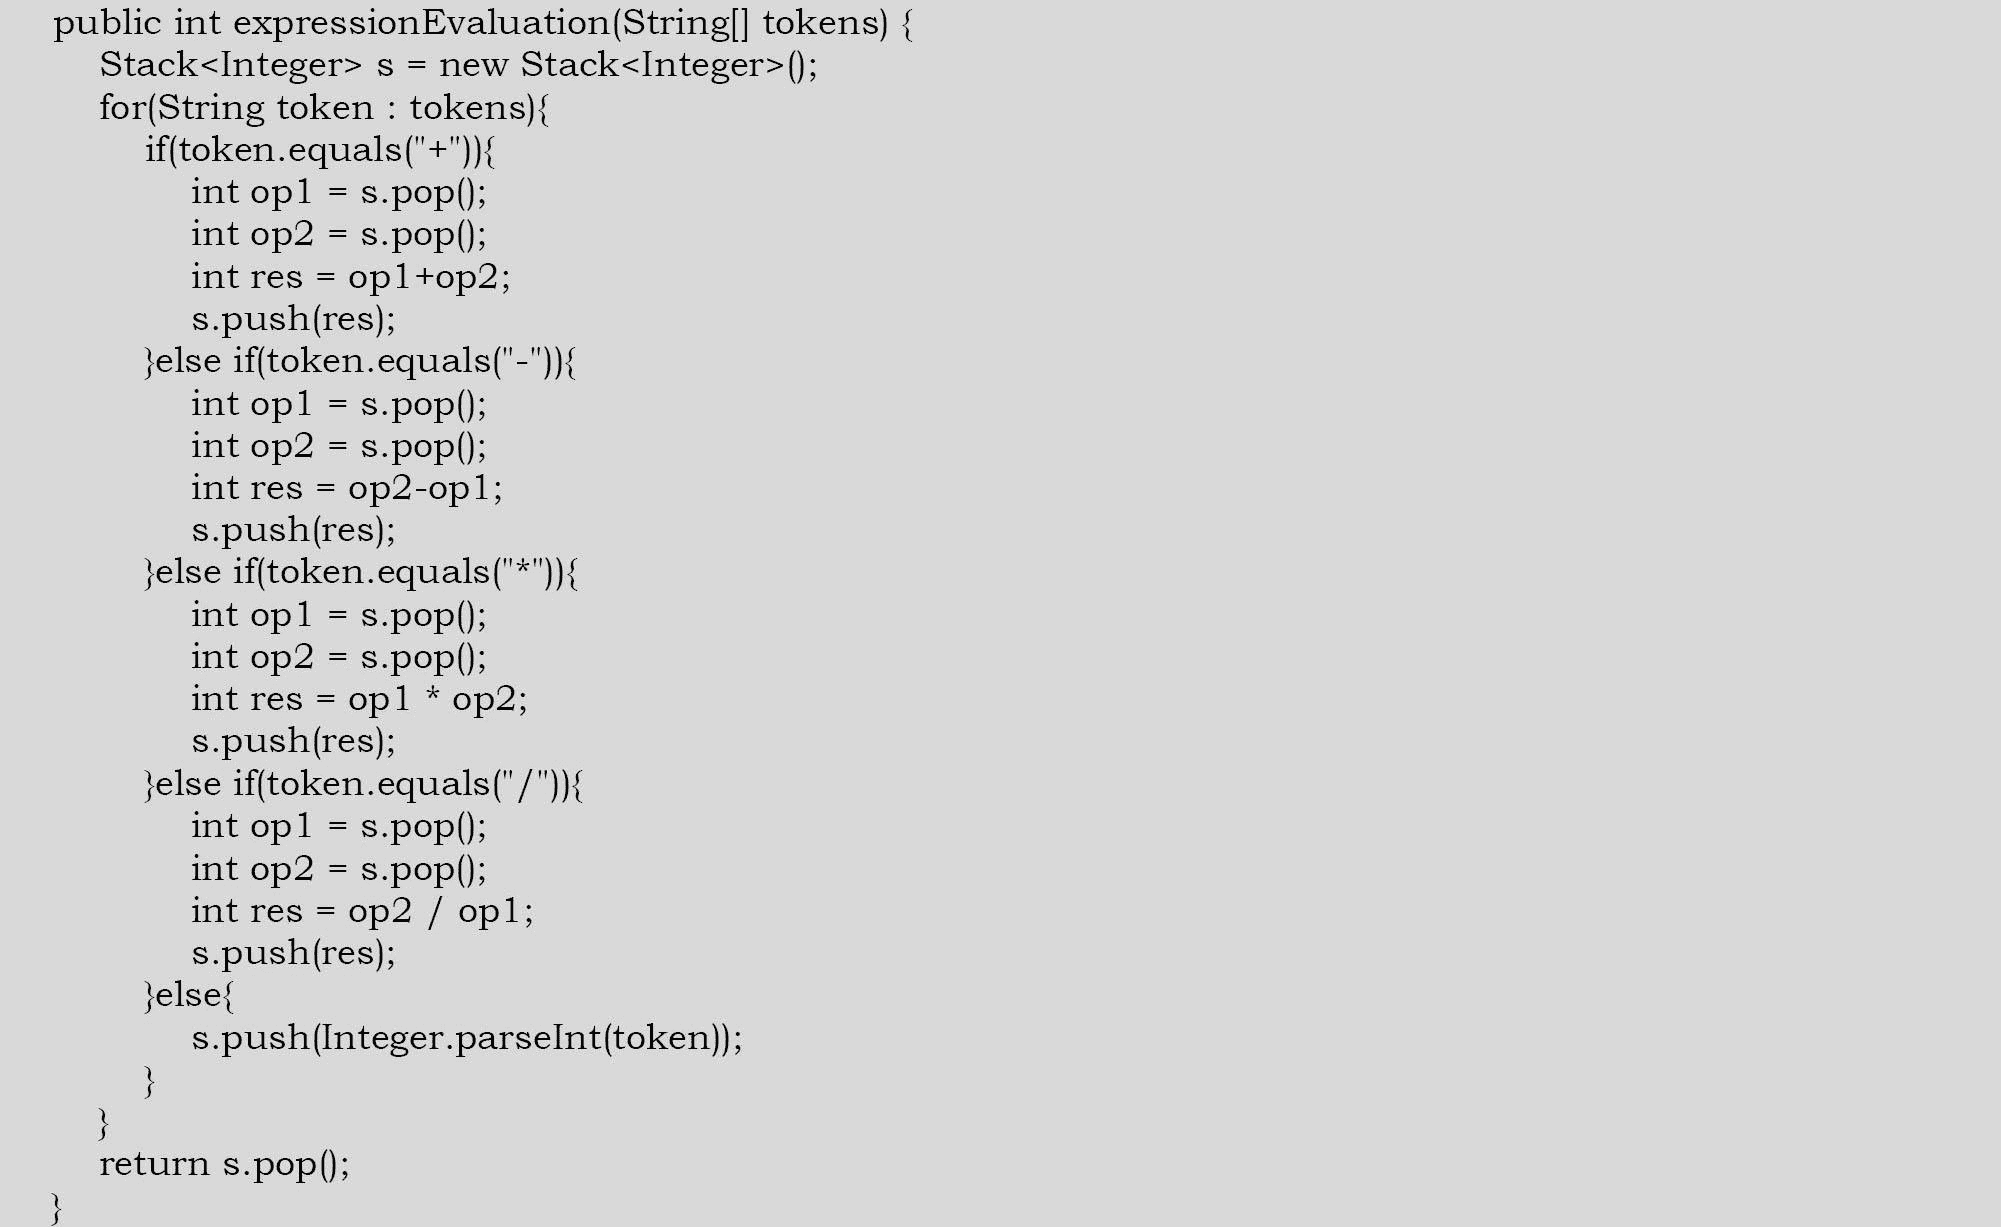 public int expressionEvaluation(String[] tokens) {
Stack<Integer> s = new Stack<Integer>();
for(String token : tokens){
if(token.equals("+")){
int op1 = s.pop();
int op2 = s.pop();
int res = op1+op2;
s.push(res);
}else if(token.equals("-")){
int op1 = s.pop();
int op2 = s.pop();
int res = op2-op1;
s.push(res);
}else if(token.equals("*")){
int op1 = s.pop();
int op2 = s.pop();
int res = op1 * op2;
s.push(res);
}else if(token.equals("/")){
int op1 = s.pop();
int op2 = s.pop();
int res = op2 / op1;
s.push(res);
}else{
s.push(Integer.parseInt(token));
}
}
return s.pop();
}